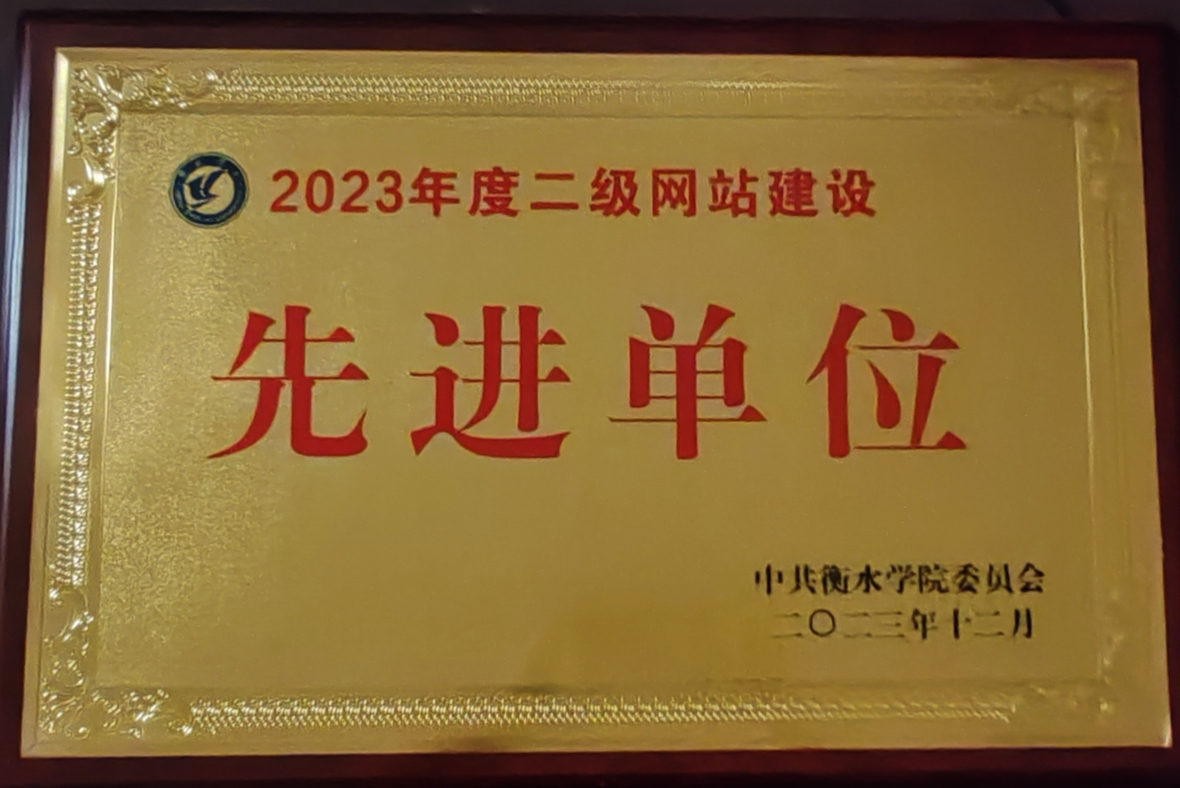 2023年度二级网站建设
先进单位
中共衡水学院委员会
二〇二三年十二月